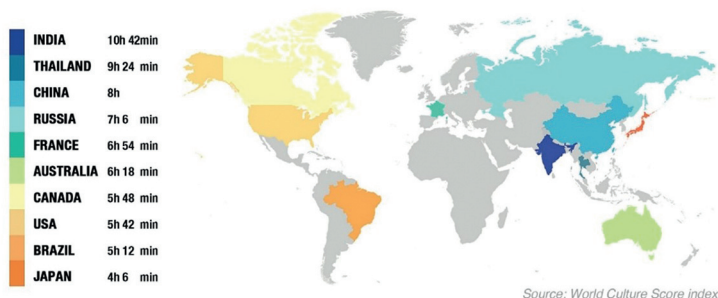 INDIA 10h 42min
THAILAND 9h 24 min
CHINA 8h
RUSSIA 7h 6 min
FRANCE 6h 54 min
AUSTRALIA 6h 18 min
CANADA 5h 48 min
USA 5h 42 min
BRAZIL 5h 12 min
JAPAN 4h 6 min
Source: World Culture Score index